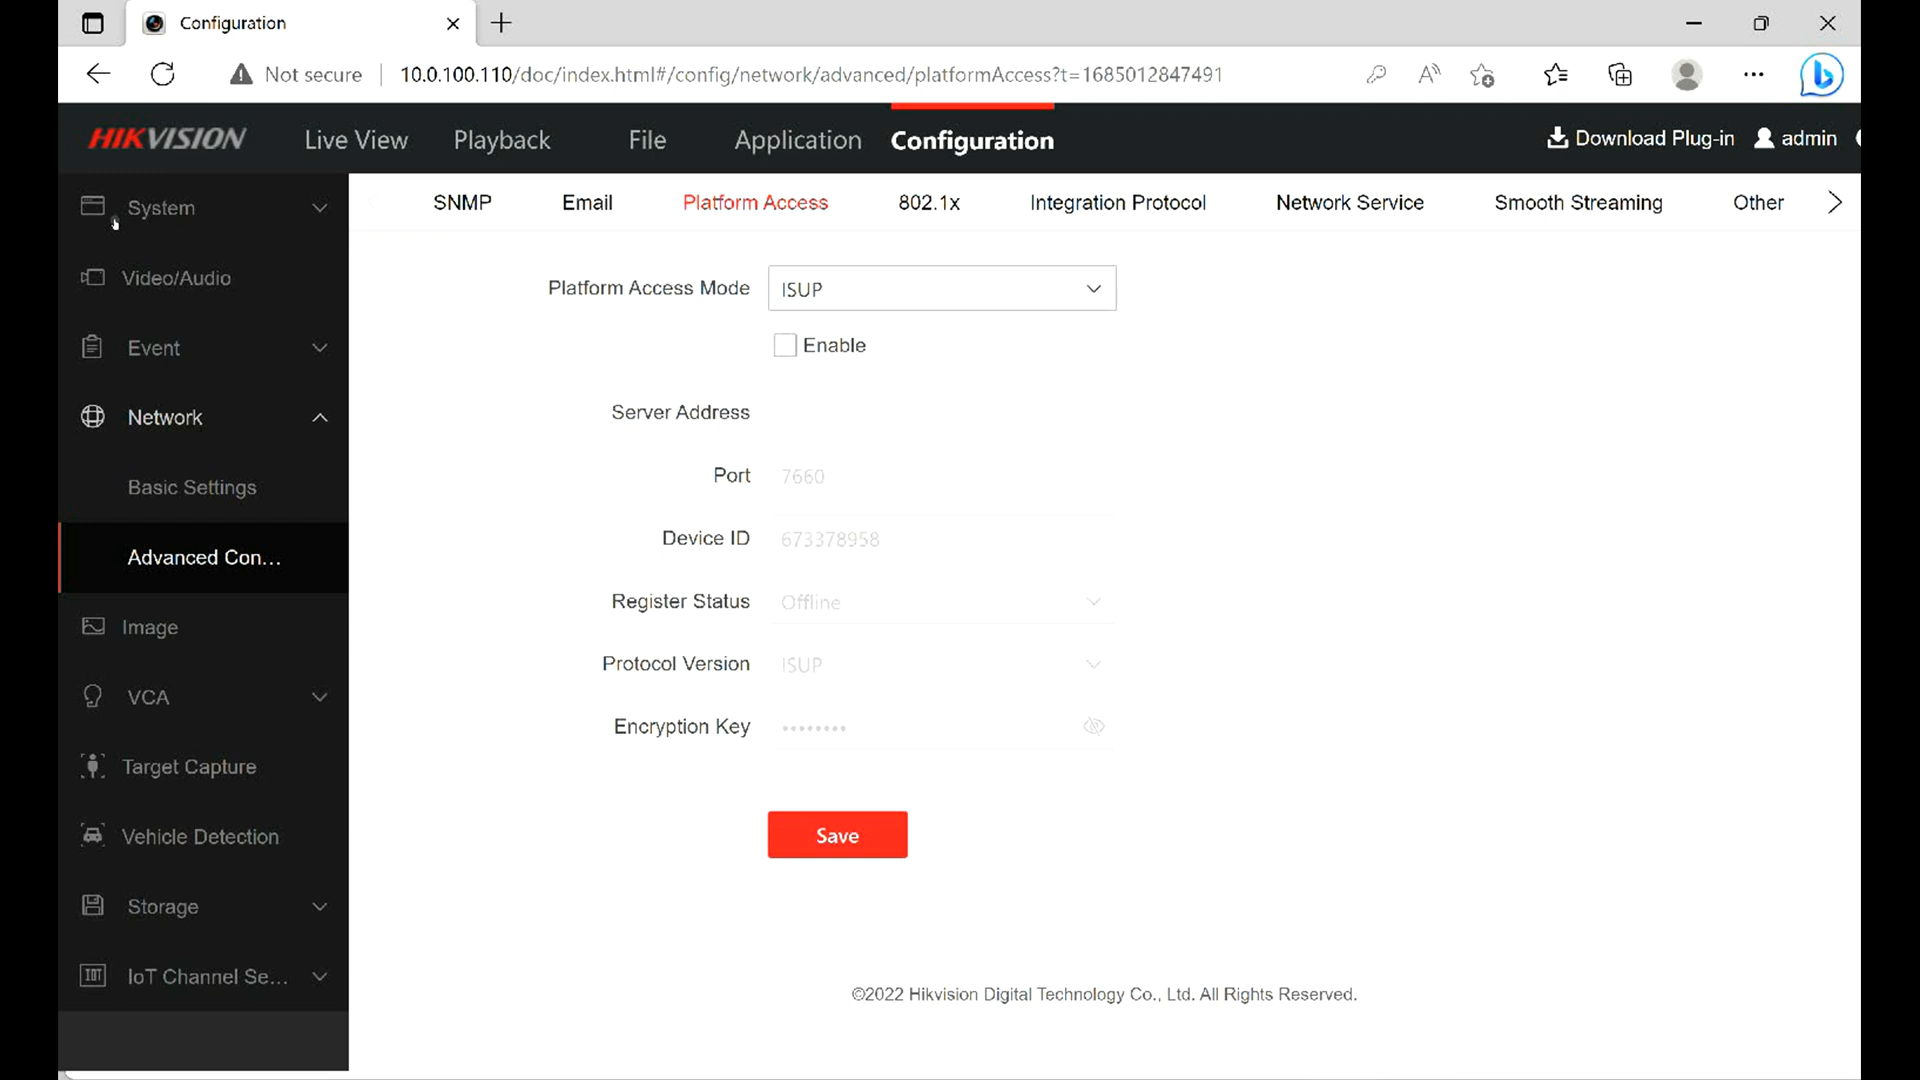 Configuration
Not secure
10.0.100.110/doc/index.html#/config/network/advanced/platformAccess?t=1685012847491
HIKVISION
Live View
Playback
File
Application
Configuration
Download Plug-in
admin
System
Video/Audio
Event
Network
Basic Settings
Advanced Con...
Image
VCA
Target Capture
Vehicle Detection
Storage
IOT
IoT Channel Se...
SNMP
Email
Platform Access
802.1x
Integration Protocol
Network Service
Smooth Streaming
Other
Platform Access Mode
ISUP
Enable
Server Address
Port
7660
Device ID
673378958
Register Status
Offline
Protocol Version
ISUP
Encryption Key
••••••••
Save
©2022 Hikvision Digital Technology Co., Ltd. All Rights Reserved.